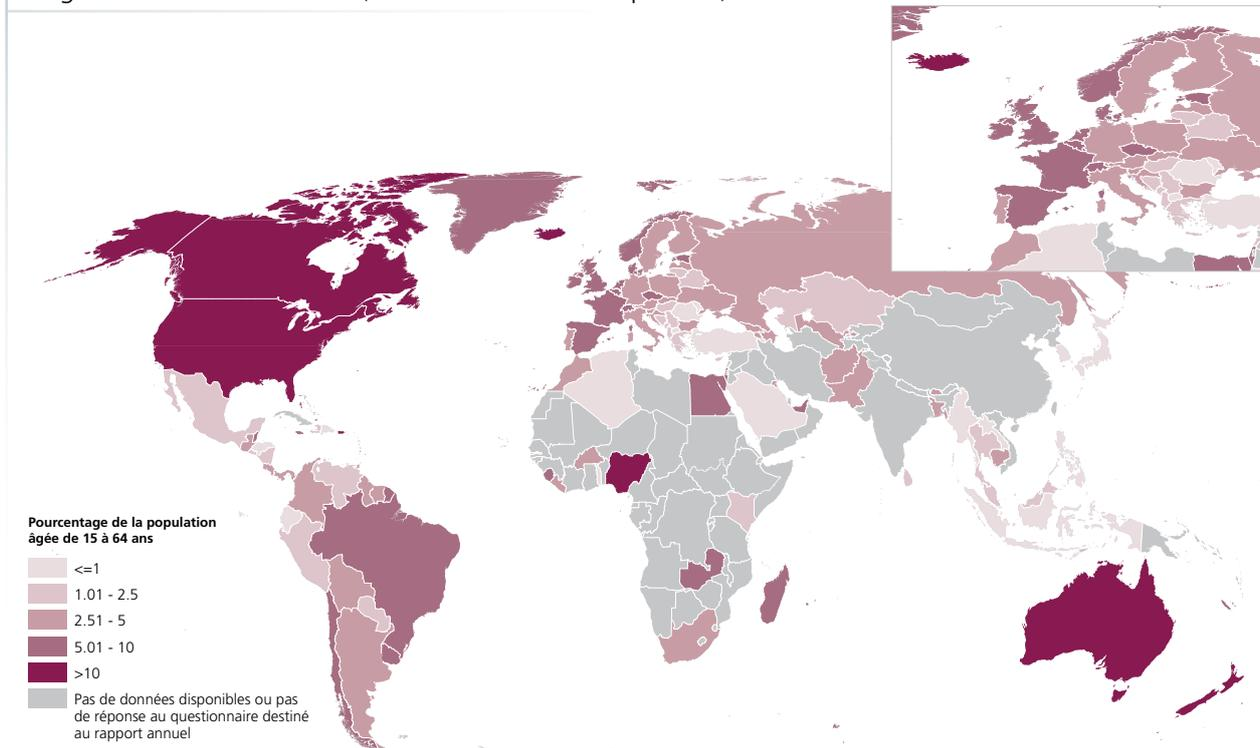 Pourcentage de la population
âgée de 15 à 64 ans
<=1
1.01 - 2.5
2.51 - 5
5.01 - 10
>10
Pas de données disponibles ou pas
de réponse au questionnaire destiné
au rapport annuel